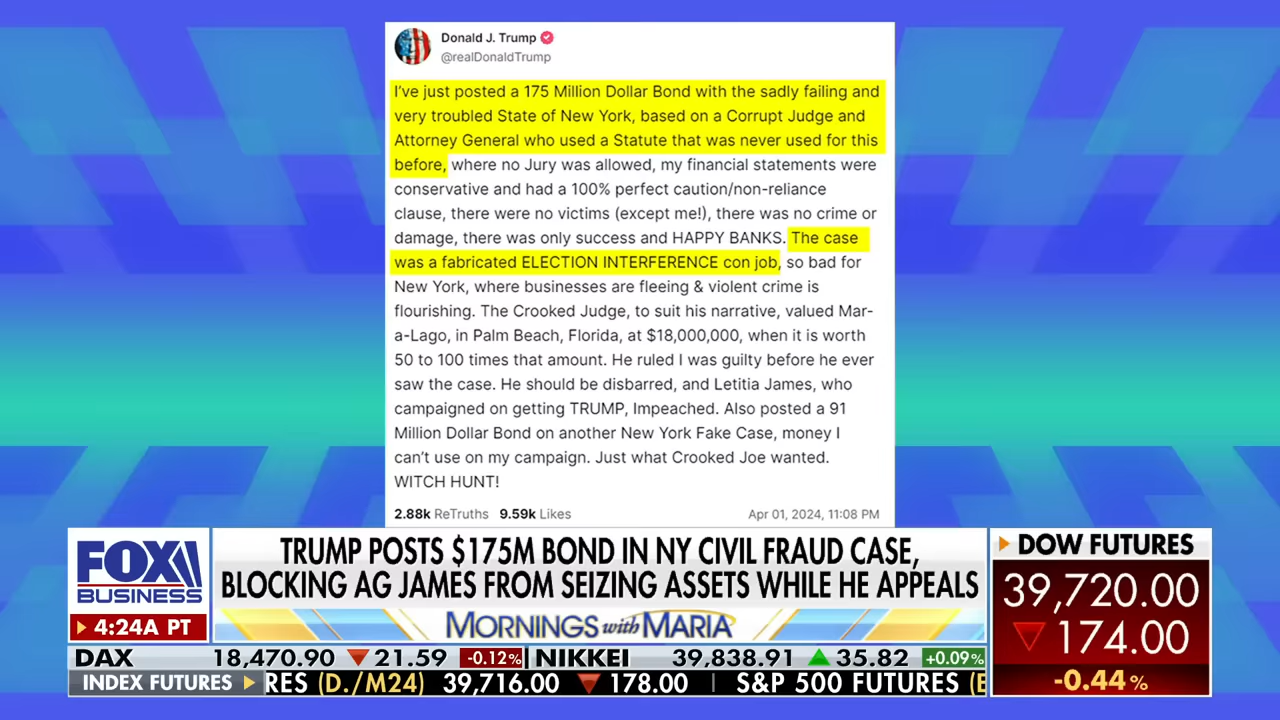 Donald J. Trump
@realDonaldTrump
I've just posted a 175 Million Dollar Bond with the sadly failing and
very troubled State of New York, based on a Corrupt Judge and
Attorney General who used a Statute that was never used for this
before, where no Jury was allowed, my financial statements were
conservative and had a 100% perfect caution/non-reliance
clause, there were no victims (except me!), there was no crime or
damage, there was only success and HAPPY BANKS. The case
was a fabricated ELECTION INTERFERENCE con job, so bad for
New York, where businesses are fleeing & violent crime is
flourishing. The Crooked Judge, to suit his narrative, valued Mar-
a-Lago, in Palm Beach, Florida, at $18,000,000, when it is worth
50 to 100 times that amount. He ruled I was guilty before he ever
saw the case. He should be disbarred, and Letitia James, who
campaigned on getting TRUMP, Impeached. Also posted a 91
Million Dollar Bond on another New York Fake Case, money I
can't use on my campaign. Just what Crooked Joe wanted.
WITCH HUNT!
2.88k ReTruths 9.59k Likes Apr 01, 2024, 11:08 PM
FOX
BUSINESS
4:24A PT
TRUMP POSTS $175M BOND IN NY CIVIL FRAUD CASE,
BLOCKING AG JAMES FROM SEIZING ASSETS WHILE HE APPEALS
MORNINGS with MARIA
DOW FUTURES
39,720.00
174.00
-0.44%
DAX 18,470.90 21.59 -0.12% NIKKEI 39,838.91 35.82 +0.09%
INDEX FUTURES RES (D./M24) 39,716.00 178.00 S&P 500 FUTURES (E